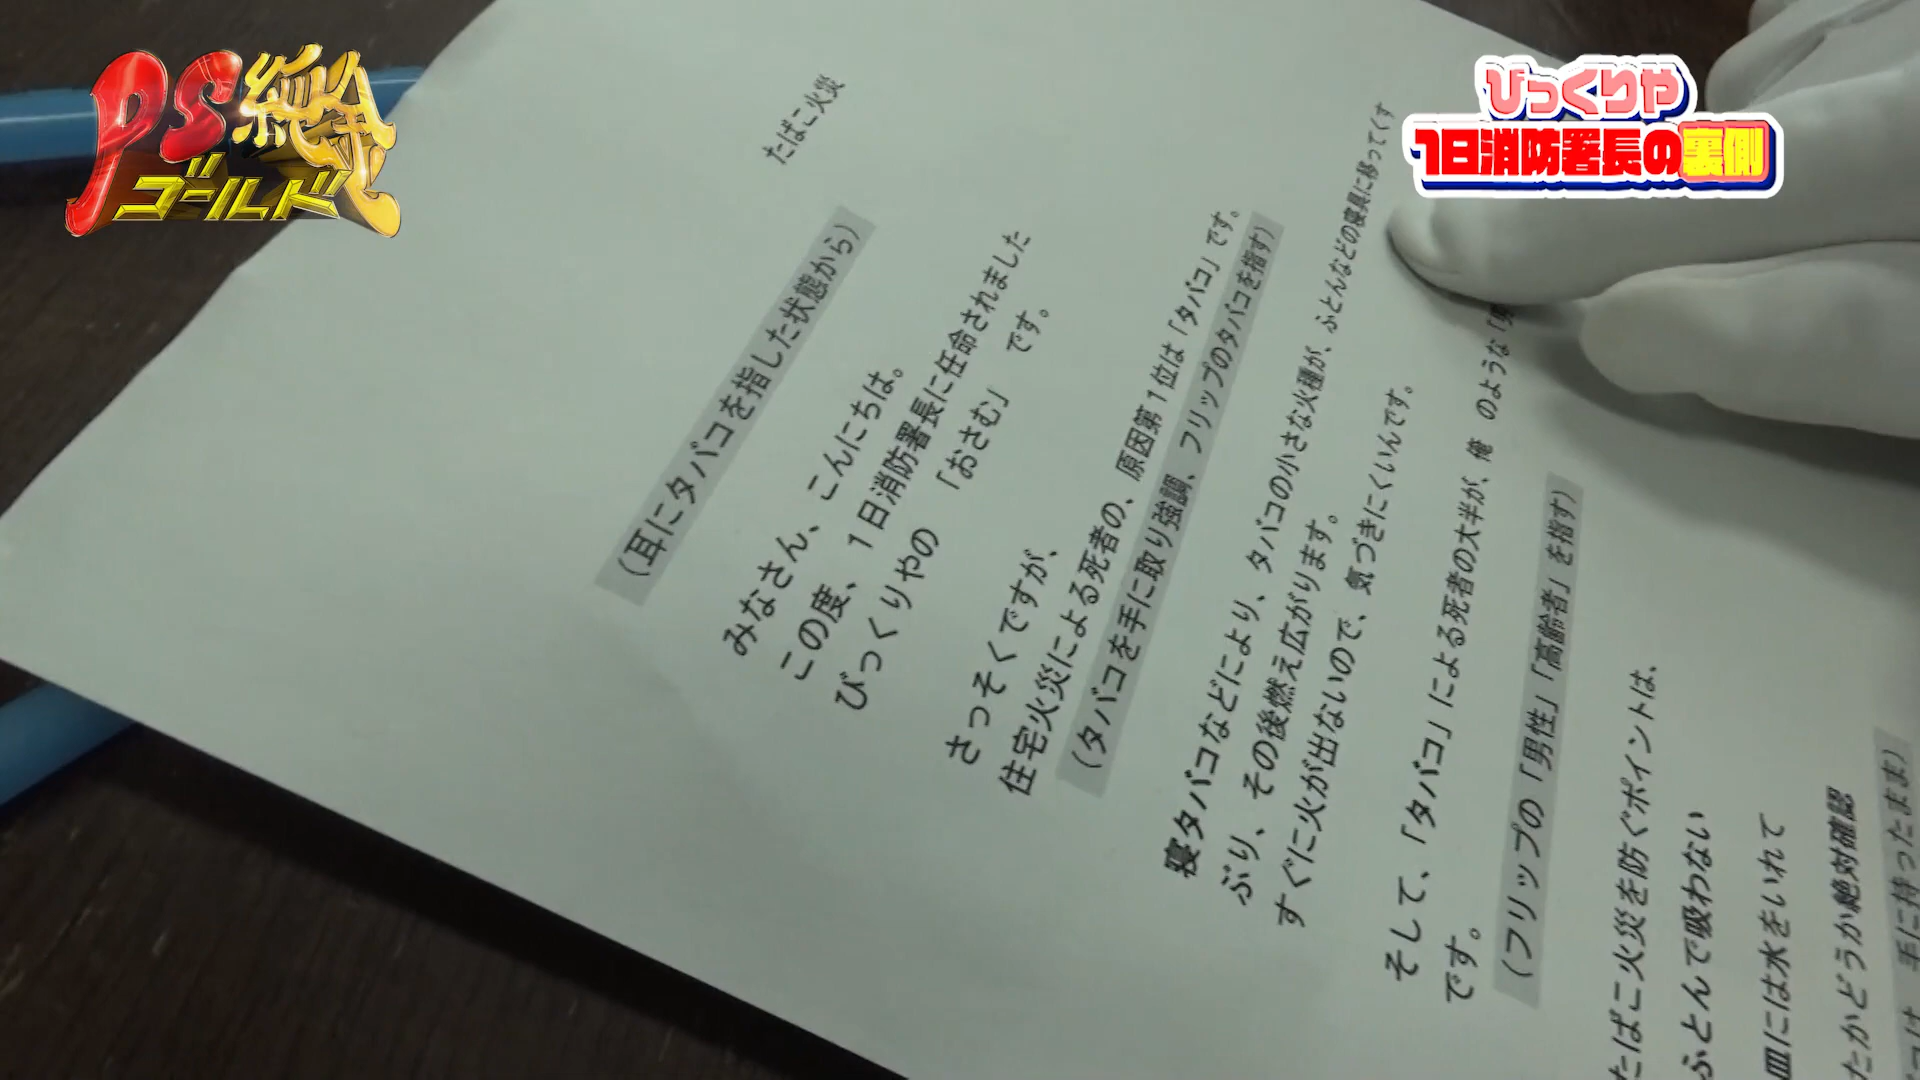 PS純金
ゴールド
びっくりや
1日消防署長の裏側
たばこ火災
（耳にタバコを指した状態から）
みなさん、こんにちは。
この度、1日消防署長に任命されました
びっくりやの「おさむ」です。
さっそくですが、
住宅火災による死者の、原因第1位は「タバコ」です。
（タバコを手に取り強調、フリップのタバコを指す）
寝タバコなどにより、タバコの小さな火種が、ふとんなどの寝具に移ってくす
ぶり、その後燃え広がります。
すぐに火が出ないので、気づきにくいんです。
そして、「タバコ」による死者の大半が、俺 のような「男
です。
（フリップの「男性」「高齢者」を指す）
たばこ火災を防ぐポイントは、
ふとんで吸わない
皿には水をいれて
たかどうか絶対確認
手に持ったまま）